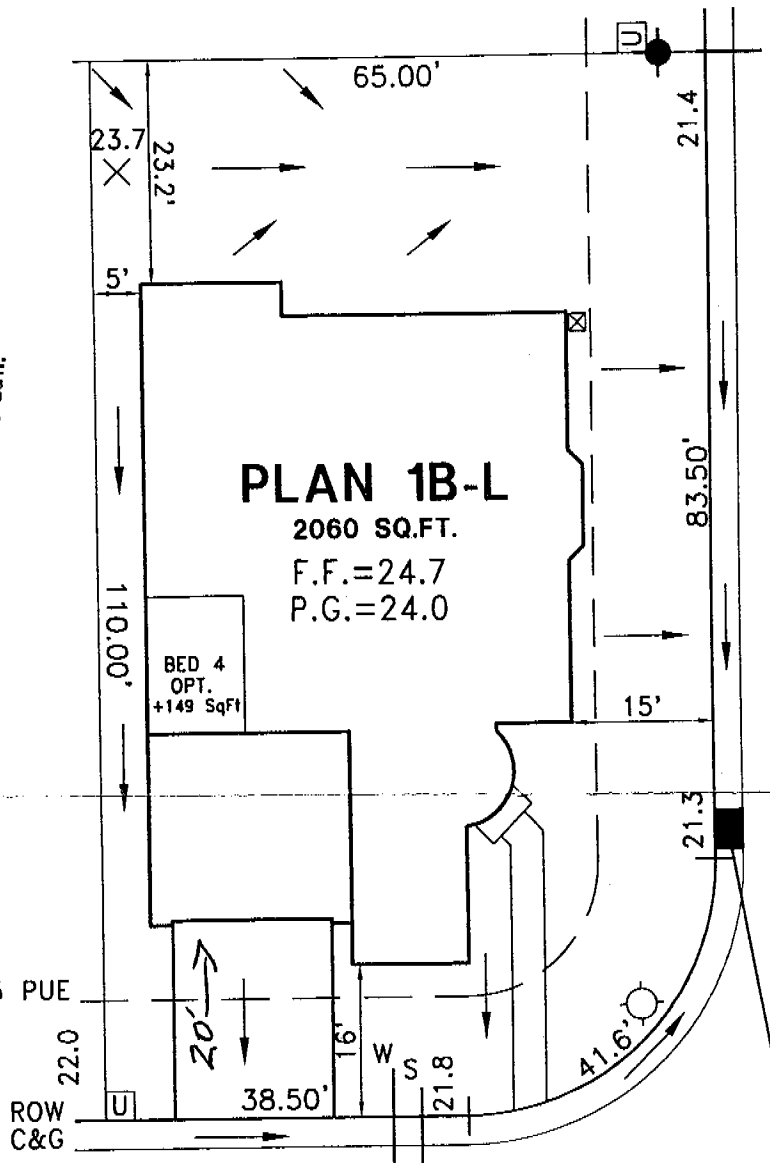 U
65.00'
21.4
23.7
23.2'
5'
PLAN 1B-L
2060 SQ.FT.
F.F.=24.7
P.G.=24.0
83.50'
110.00'
BED 4
OPT.
+149 SqFt
15'
21.3
PUE
20'
16'
22.0
W
S
21.8
41.6'
U
38.50'
ROW
C&G